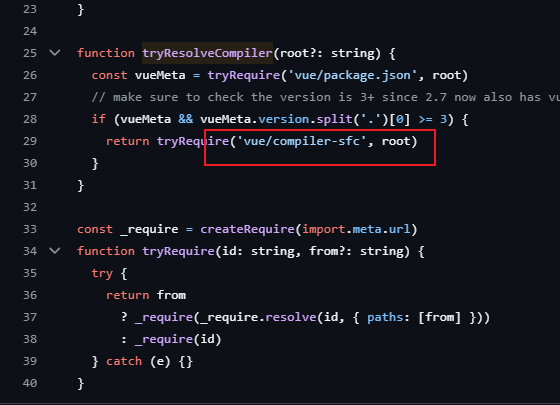 23 }
24
25 function tryResolveCompiler(root?: string) {
26 const vueMeta = tryRequire('vue/package.json', root)
27 // make sure to check the version is 3+ since 2.7 now also has vu
28 if (vueMeta && vueMeta.version.split('.')[0] >= 3) {
29 return tryRequire('vue/compiler-sfc', root)
30 }
31 }
32
33 const _require = createRequire(import.meta.url)
34 function tryRequire(id: string, from?: string) {
35 try {
36 return from
37 ? _require(_require.resolve(id, { paths: [from] }))
38 : _require(id)
39 } catch (e) {}
40 }